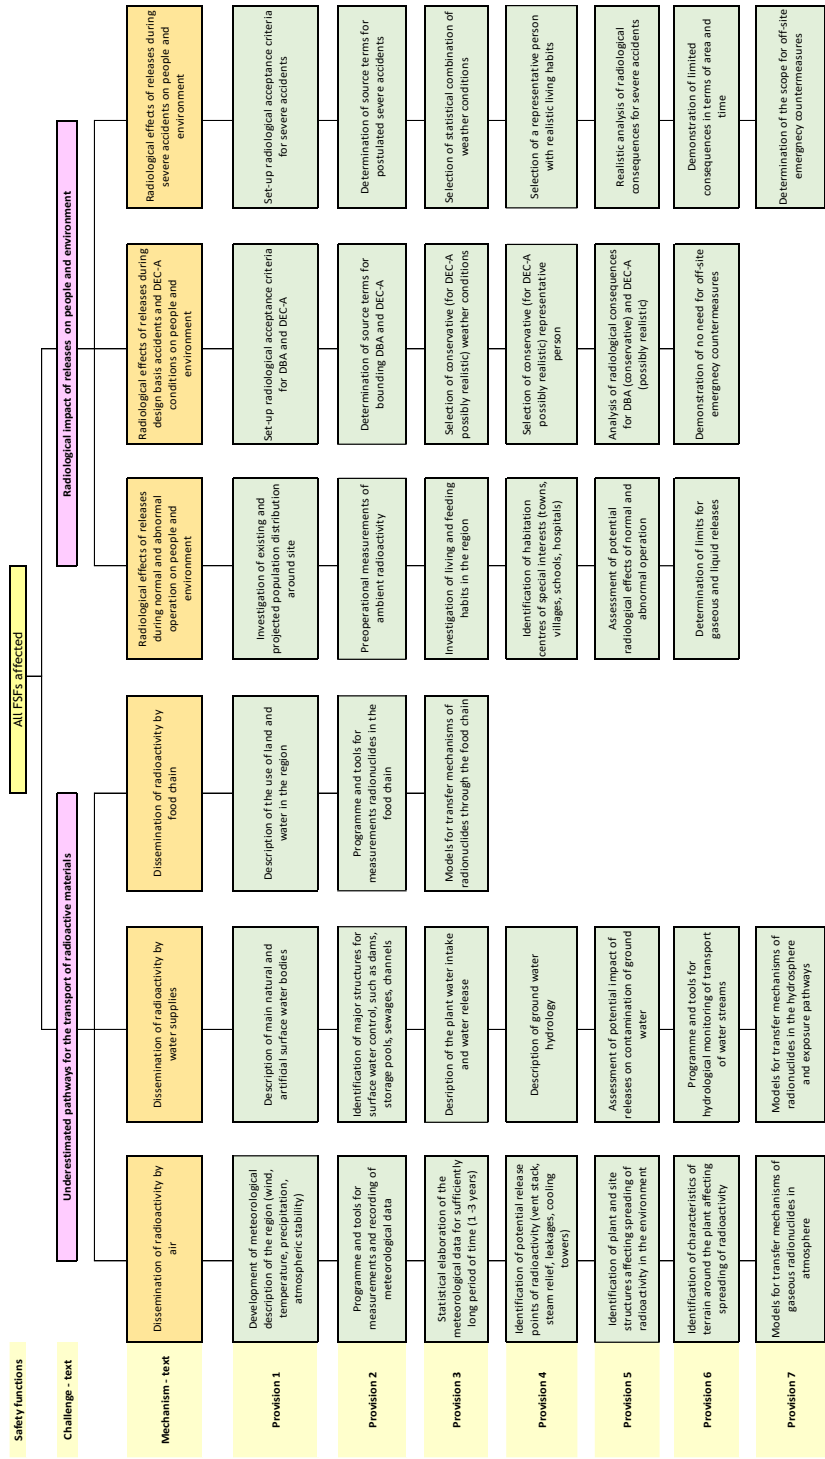 Safety functions
All FSFs affected
Challenge - text
Underestimated pathways for the transport of radioactive materials
Radiological impact of releases on people and environment
Mechanism - text
Dissemination of radioactivity by
air
Dissemination of radioactivity by
water supplies
Dissemination of radioactivity by
food chain
Radiological effects of releases
during normal and abnormal
operation on people and
environment
Radiological effects of releases during
design basis accidents and DEC-A
conditions on people and
environment
Radiological effects of releases during
severe accidents on people and
environment
Provision 1
Development of meteorological
description of the region (wind,
temperature, precipitation,
atmospheric stability)
Description of main natural and
artificial surface water bodies
Description of the use of land and
water in the region
Investigation of existing and
projected population distribution
around site
Set-up radiological acceptance criteria
for DBA and DEC-A
Set-up radiological acceptance criteria
for severe accidents
Provision 2
Programme and tools for
measurements and recording of
meteorological data
Identification of major structures for
surface water control, such as dams,
storage pools, sewages, channels
Programme and tools for
measurements radionuclides in the
food chain
Preoperational measurements of
ambient radioactivity
Determination of source terms for
bounding DBA and DEC-A
Determination of source terms for
postulated severe accidents
Provision 3
Statistical elaboration of the
meteorological data for sufficiently
long period of time (1 -3 years)
Desription of the plant water intake
and water release
Models for transfer mechanisms of
radionuclides through the food chain
Investigation of living and feeding
habits in the region
Selection of conservative (for DEC-A
possibly realistic) weather conditions
Selection of statistical combination of
weather conditions
Provision 4
Identification of potential release
points of radioactivity (vent stack,
steam relief, leakages, cooling
towers)
Description of ground water
hydrology
Identification of habitation
centres of special interests (towns,
villages, schools, hospitals)
Selection of conservative (for DEC-A
possibly realistic) representative
person
Selection of a representative person
with realistic living habits
Provision 5
Identification of plant and site
structures affecting spreading of
radioactivity in the environment
Assessment of potential impact of
releases on contamination of ground
water
Assessment of potential
radiological effects of normal and
abnormal operation
Analysis of radiological consequences
for DBA (conservative) and DEC-A
(possibly realistic)
Realistic analysis of radiological
consequences for severe accidents
Provision 6
Identification of characteristics of
terrain around the plant affecting
spreading of radioactivity
Programme and tools for
hydrological monitoring of transport
of water streams
Determination of limits for
gaseous and liquid releases
Demonstration of no need for off-site
emergnecy countermeasures
Demonstration of limited
consequences in terms of area and
time
Provision 7
Models for transfer mechanisms of
gaseous radionuclides in
atmosphere
Models for transfer mechanisms of
radionuclides in the hydrosphere
and exposure pathways
Determination of the scope for off-site
emergnecy countermeasures